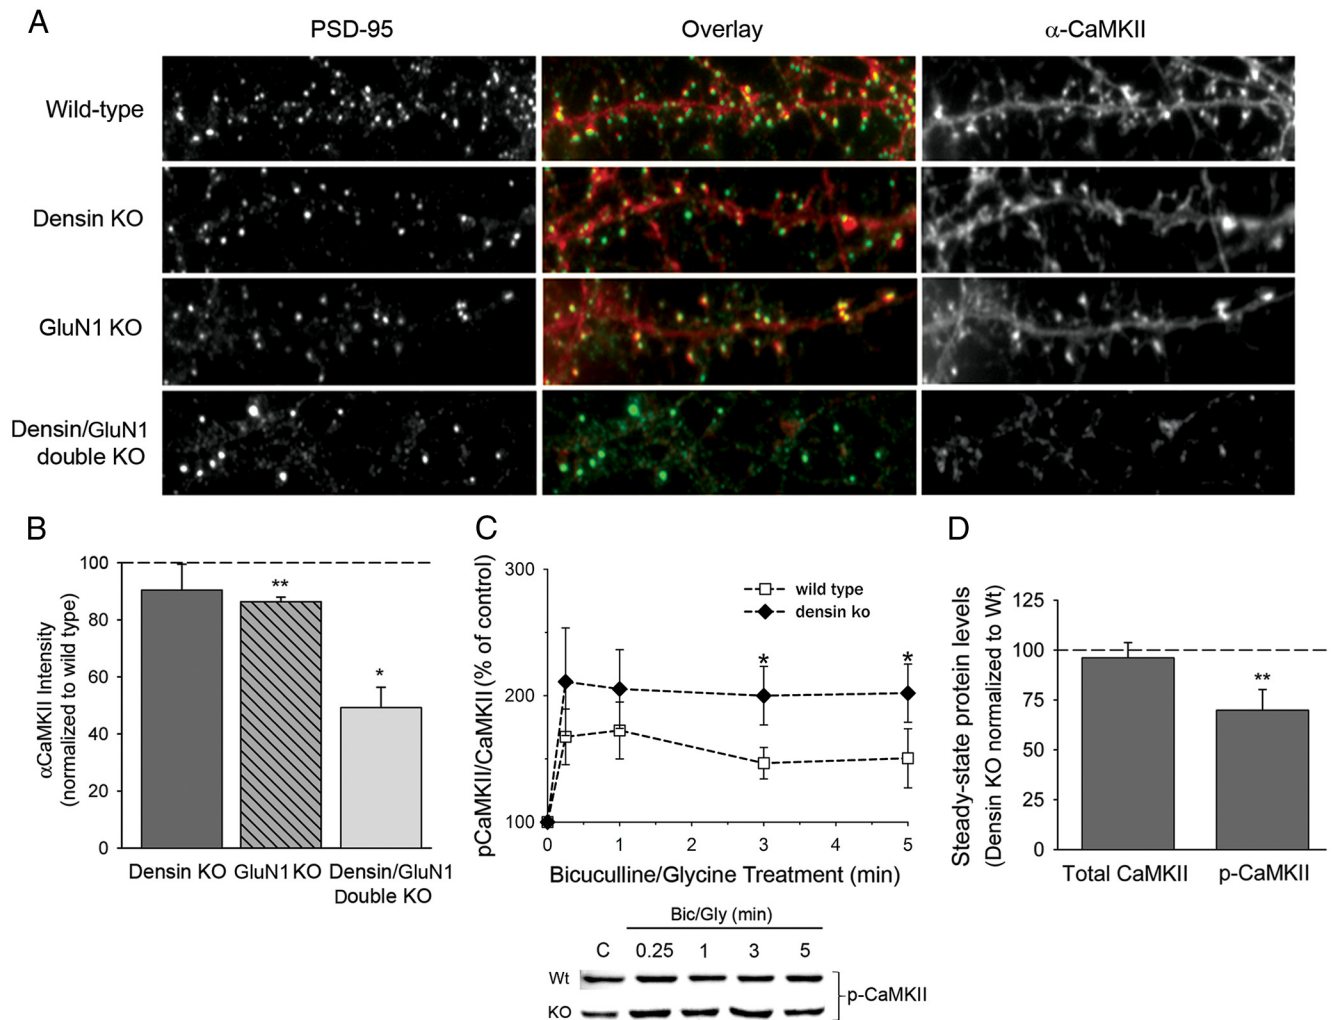 A
PSD-95
Overlay
α-CaMKII
Wild-type
Densin KO
GluN1 KO
Densin/GluN1
double KO
B
αCaMKII Intensity
(normalized to wild type)
100
80
60
40
20
0
**
*
Densin KO
GluN1 KO
Densin/GluN1
Double KO
C
pCaMKII/CaMKII (% of control)
300
200
100
wild type
densin ko
*
*
0
1
2
3
4
5
Bicuculline/Glycine Treatment (min)
Bic/Gly (min)
C 0.25 1 3 5
Wt
KO
p-CaMKII
D
Steady-state protein levels
(Densin KO normalized to Wt)
125
100
75
50
25
0
**
Total CaMKII
p-CaMKII